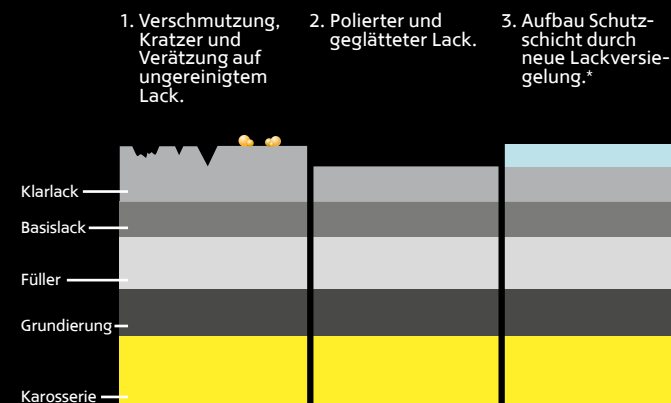 1. Verschmutzung,
Kratzer und
Verätzung auf
ungereinigtem
Lack.
2. Polierter und
geglätteter Lack.
3. Aufbau Schutz-
schicht durch
neue Lackversie-
gelung.*
Klarlack
Basislack
Füller
Grundierung
Karosserie